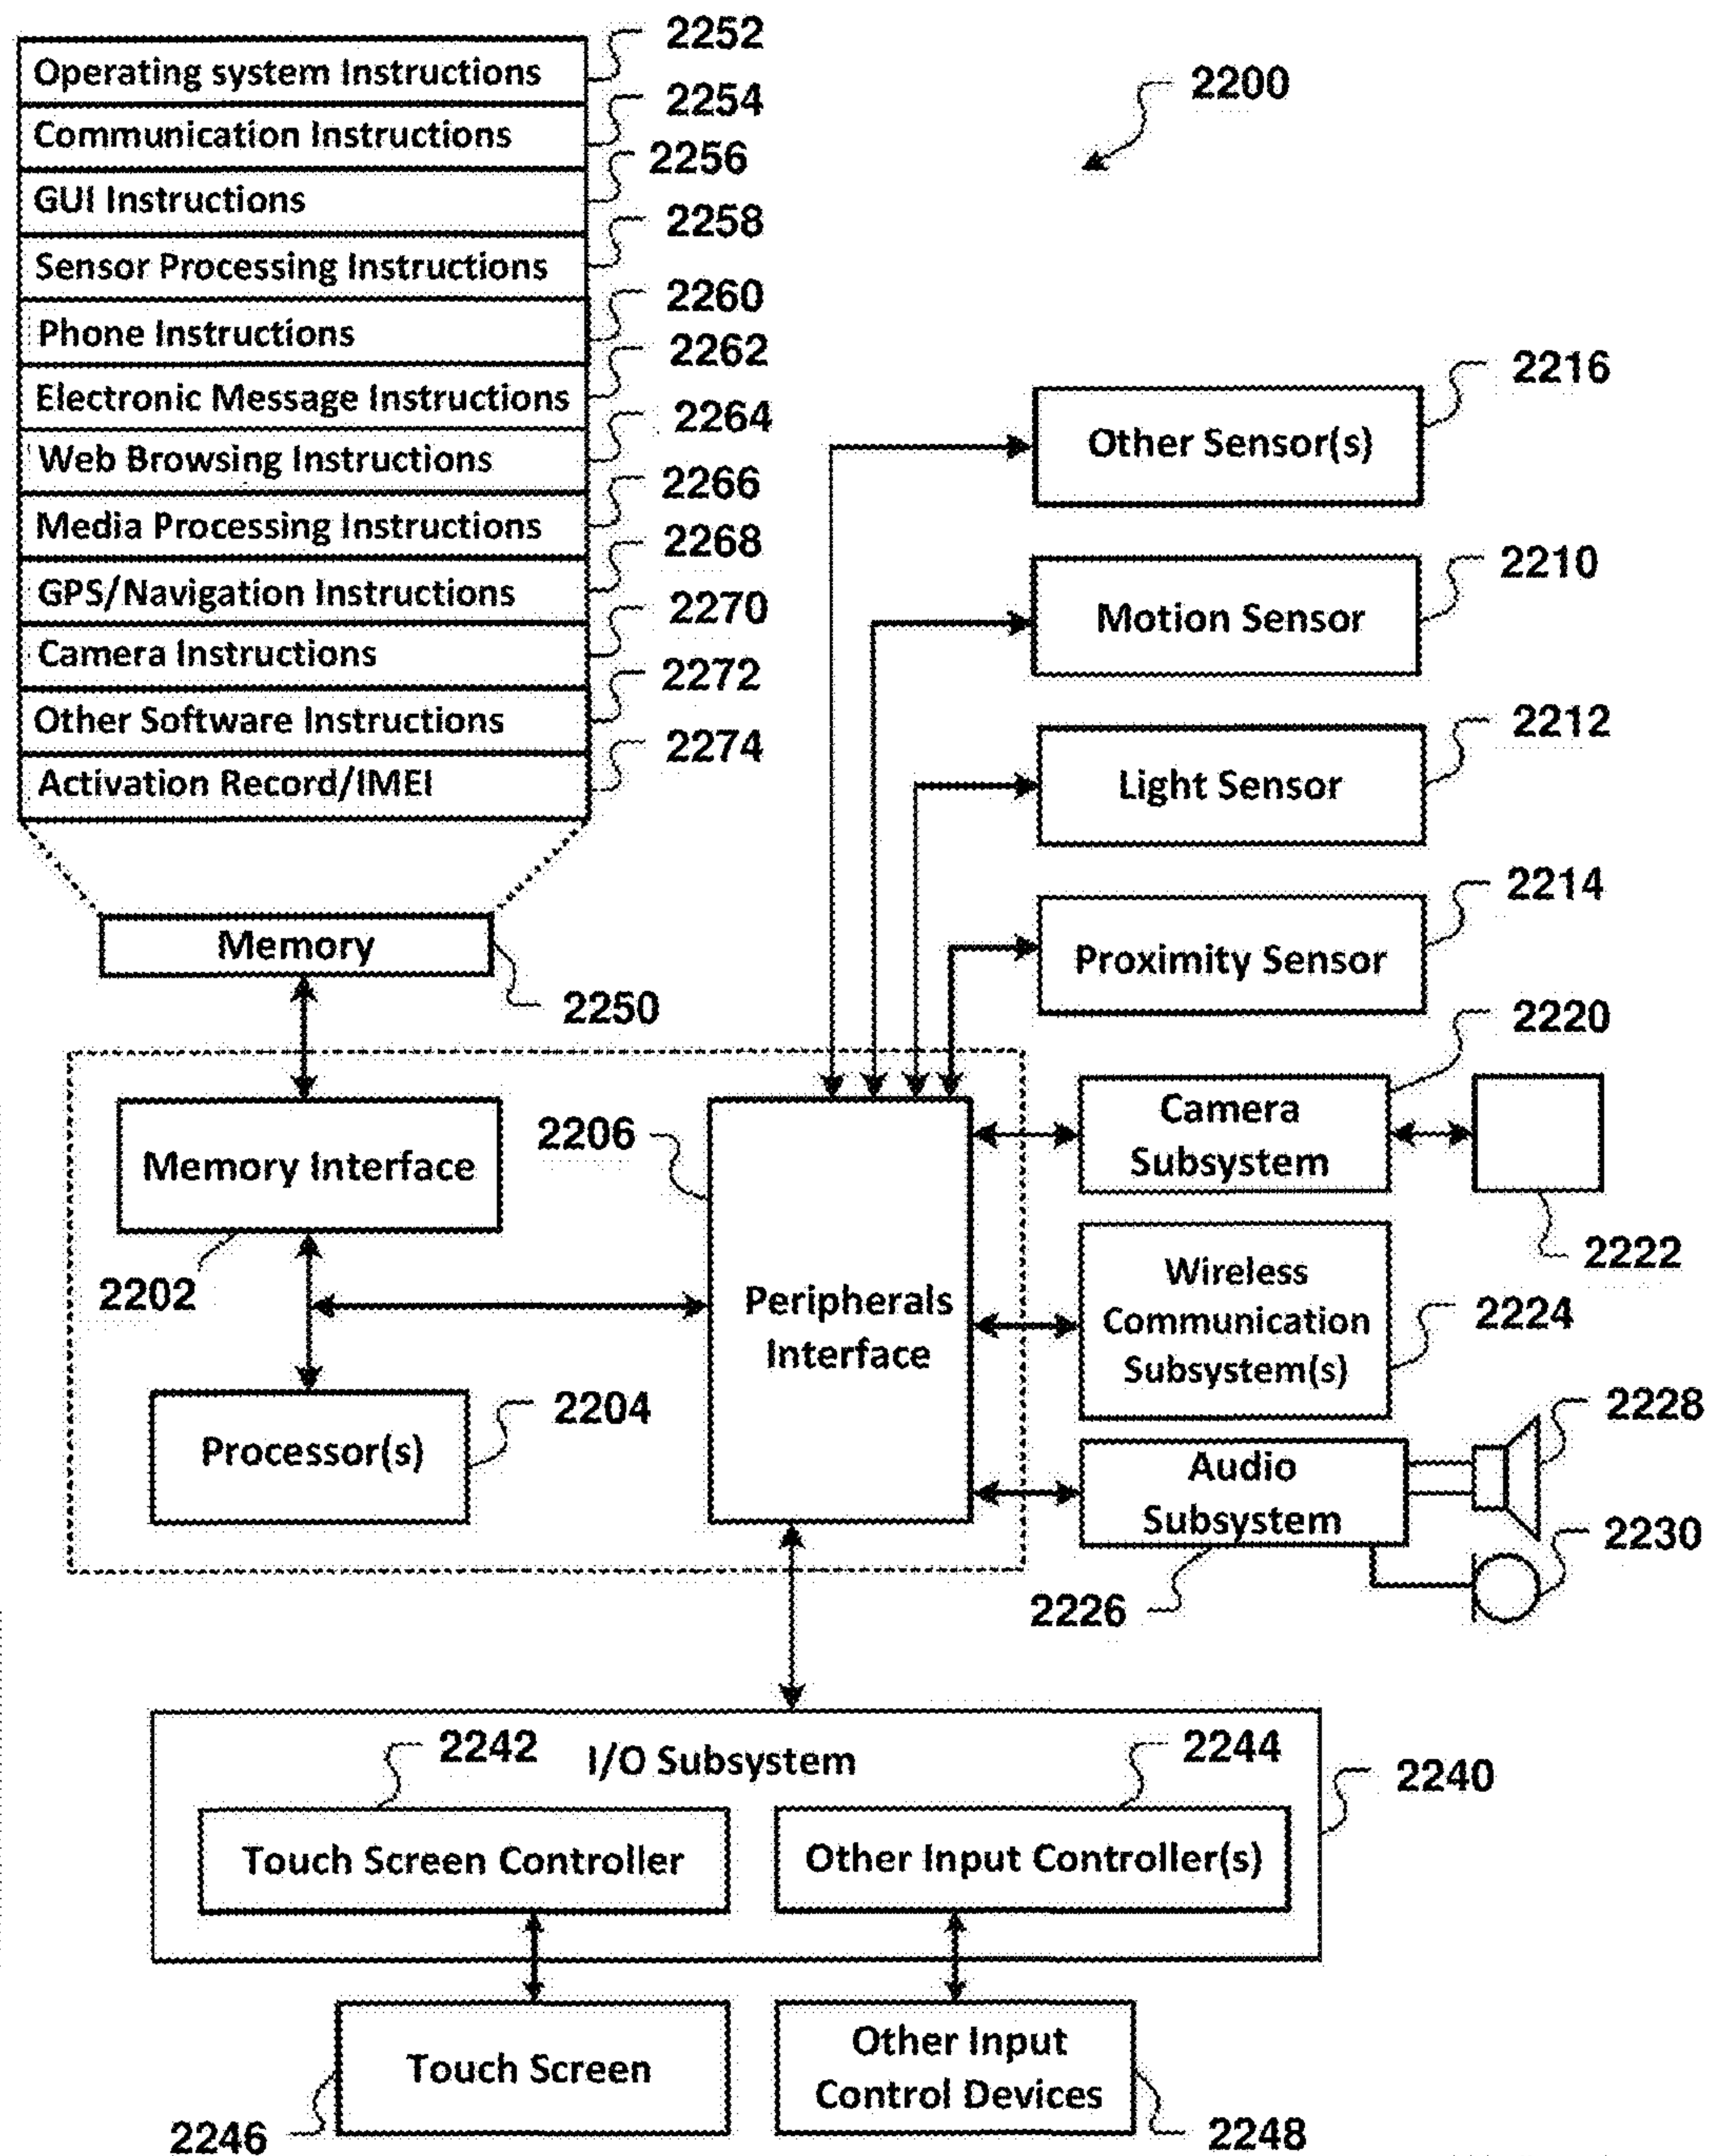 2252
Operating system Instructions
2200
2254
Communication Instructions
2256
GUI Instructions
2258
Sensor Processing Instructions
2260
Phone Instructions
2262
Electronic Message Instructions
2264
Web Browsing Instructions
2266
Media Processing Instructions
2268
GPS/Navigation Instructions
2270
Camera Instructions
2272
Other Software Instructions
2274
Activation Record/IMEI
Memory
2250
2216
Other Sensor(s)
2210
Motion Sensor
2212
Light Sensor
2214
Proximity Sensor
2220
Camera
Subsystem
2222
2206
Memory Interface
2202
Peripherals
Interface
Wireless
Communication
Subsystem(s)
2224
2204
Processor(s)
2228
Audio
Subsystem
2230
2226
2242
I/O Subsystem
2244
2240
Touch Screen Controller
Other Input Controller(s)
Touch Screen
2246
Other Input
Control Devices
2248